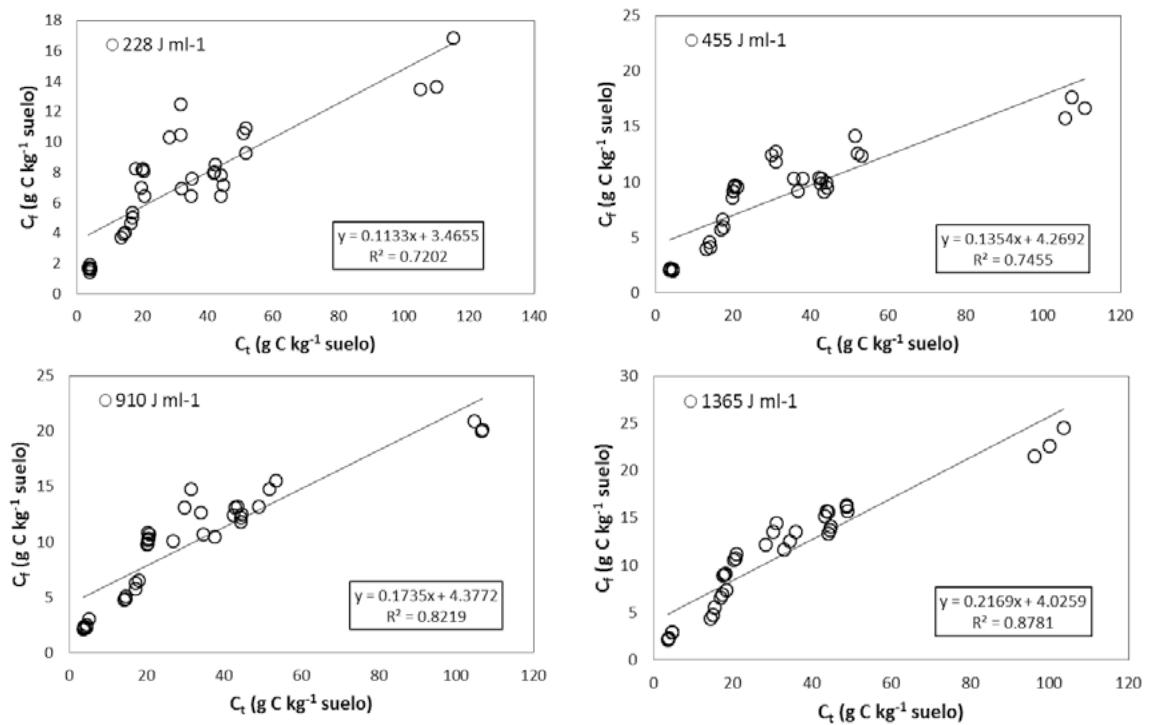 18
16
14
12
10
8
6
4
2
0
228 J ml-1
C_f (g C kg⁻¹ suelo)
y = 0.1133x + 3.4655
R² = 0.7202
0 20 40 60 80 100 120 140
C_t (g C kg⁻¹ suelo)
25
20
15
10
5
0
455 J ml-1
C_f (g C kg⁻¹ suelo)
y = 0.1354x + 4.2692
R² = 0.7455
0 20 40 60 80 100 120
C_t (g C kg⁻¹ suelo)
25
20
15
10
5
0
910 J ml-1
C_f (g C kg⁻¹ suelo)
y = 0.1735x + 4.3772
R² = 0.8219
0 20 40 60 80 100 120
C_t (g C kg⁻¹ suelo)
30
25
20
15
10
5
0
1365 J ml-1
C_f (g C kg⁻¹ suelo)
y = 0.2169x + 4.0259
R² = 0.8781
0 20 40 60 80 100 120
C_t (g C kg⁻¹ suelo)